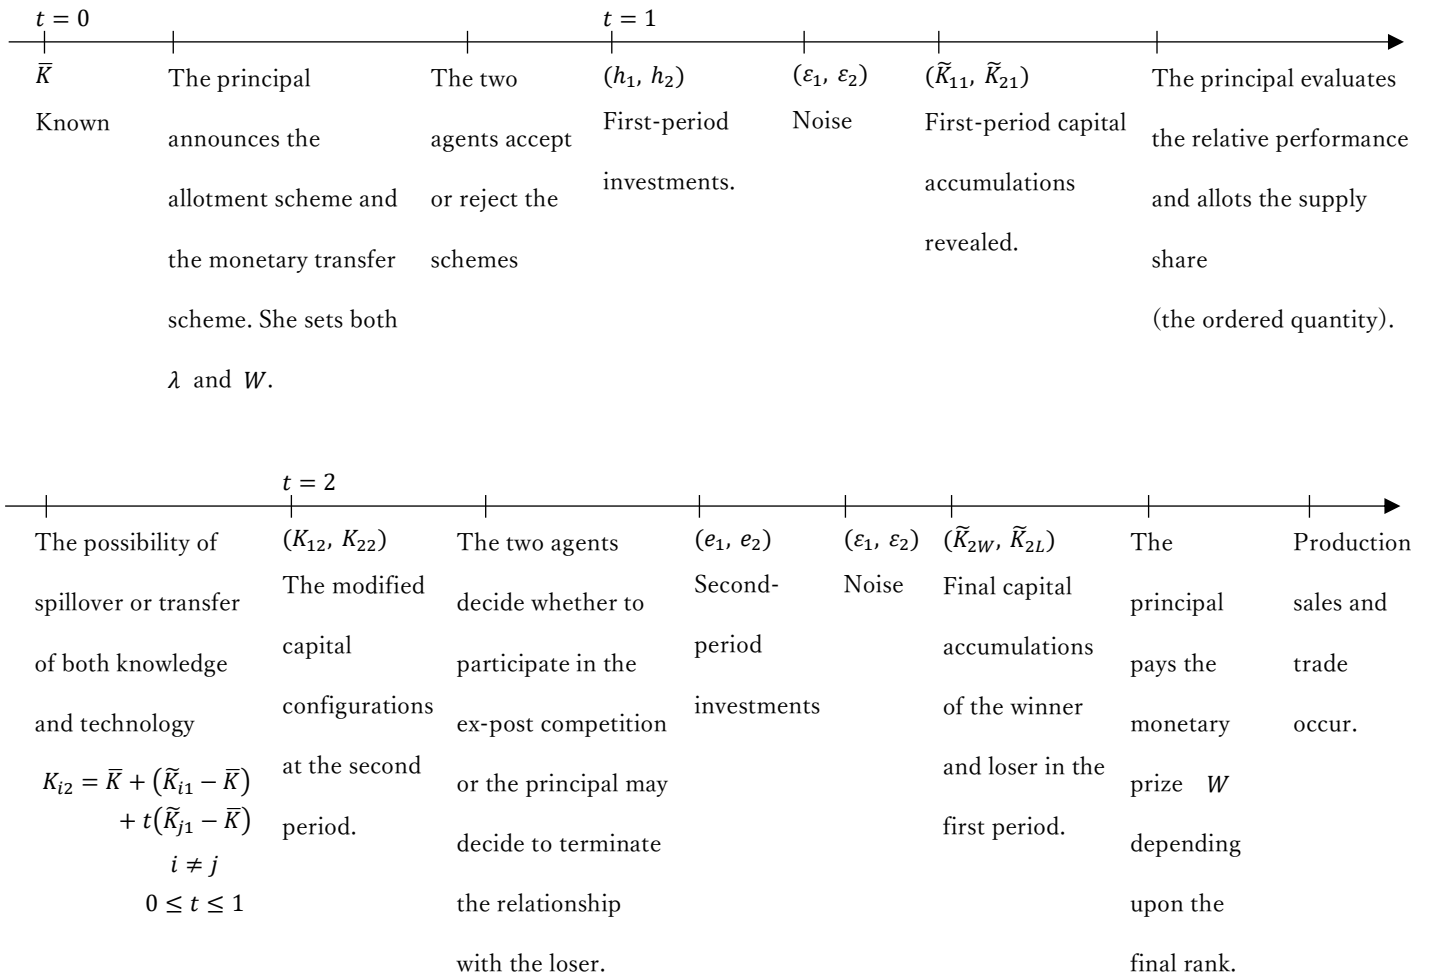 t = 0
K̅
Known
The principal
announces the
allotment scheme and
the monetary transfer
scheme. She sets both
λ and W.
The two
agents accept
or reject the
schemes
t = 1
(h₁, h₂)
First-period
investments.
(ε₁, ε₂)
Noise
(K̃₁₁, K̃₂₁)
First-period capital
accumulations
revealed.
The principal evaluates
the relative performance
and allots the supply
share
(the ordered quantity).
The possibility of
spillover or transfer
of both knowledge
and technology
Kᵢ₂ = K̅ + (K̃ᵢ₁ − K̅)
+ t(K̃ⱼ₁ − K̅)
i ≠ j
0 ≤ t ≤ 1
t = 2
(K₁₂, K₂₂)
The modified
capital
configurations
at the second
period.
The two agents
decide whether to
participate in the
ex-post competition
or the principal may
decide to terminate
the relationship
with the loser.
(e₁, e₂)
Second-
period
investments
(ε₁, ε₂)
Noise
(K̃₂W, K̃₂L)
Final capital
accumulations
of the winner
and loser in the
first period.
The
principal
pays the
monetary
prize W
depending
upon the
final rank.
Production
sales and
trade
occur.